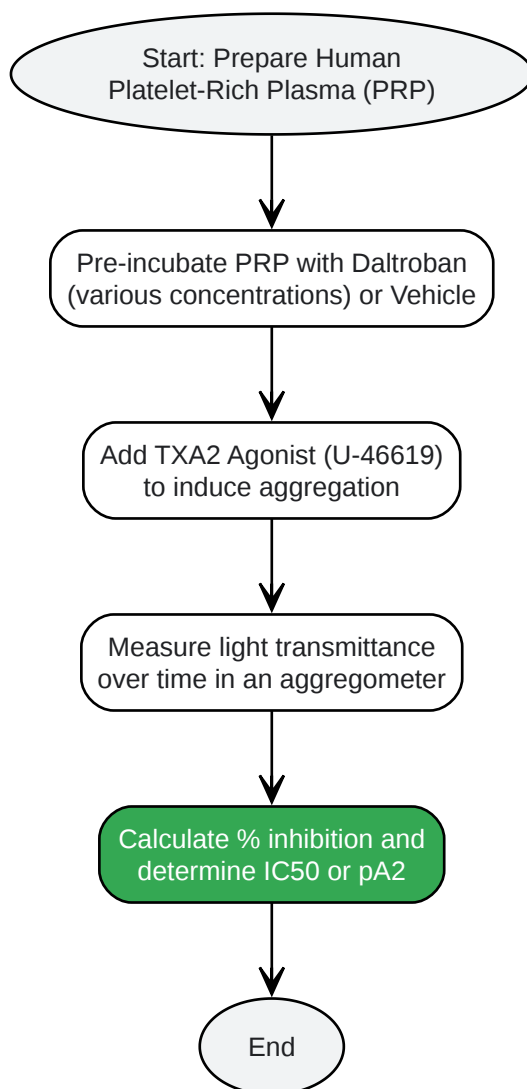 Start: Prepare Human
Platelet-Rich Plasma (PRP)
Pre-incubate PRP with Daltroban
(various concentrations) or Vehicle
Add TXA2 Agonist (U-46619)
to induce aggregation
Measure light transmittance
over time in an aggregometer
Calculate % inhibition and
determine IC50 or pA2
End